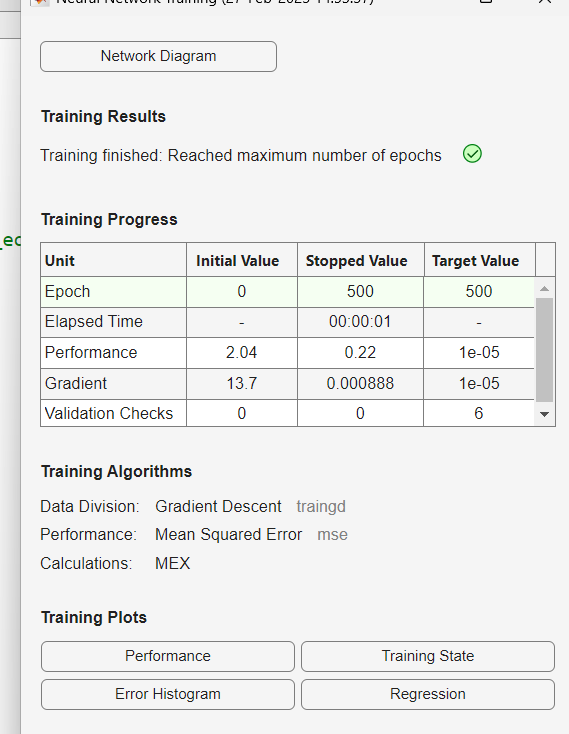 Neural Network Training (27-Feb-2025
Network Diagram
Training Results
Training finished: Reached maximum number of epochs
Training Progress
_ec
Unit Initial Value Stopped Value Target Value
Epoch 0 500 500
Elapsed Time - 00:00:01 -
Performance 2.04 0.22 1e-05
Gradient 13.7 0.000888 1e-05
Validation Checks 0 0 6
Training Algorithms
Data Division: Gradient Descent traingd
Performance: Mean Squared Error mse
Calculations: MEX
Training Plots
Performance Training State
Error Histogram Regression